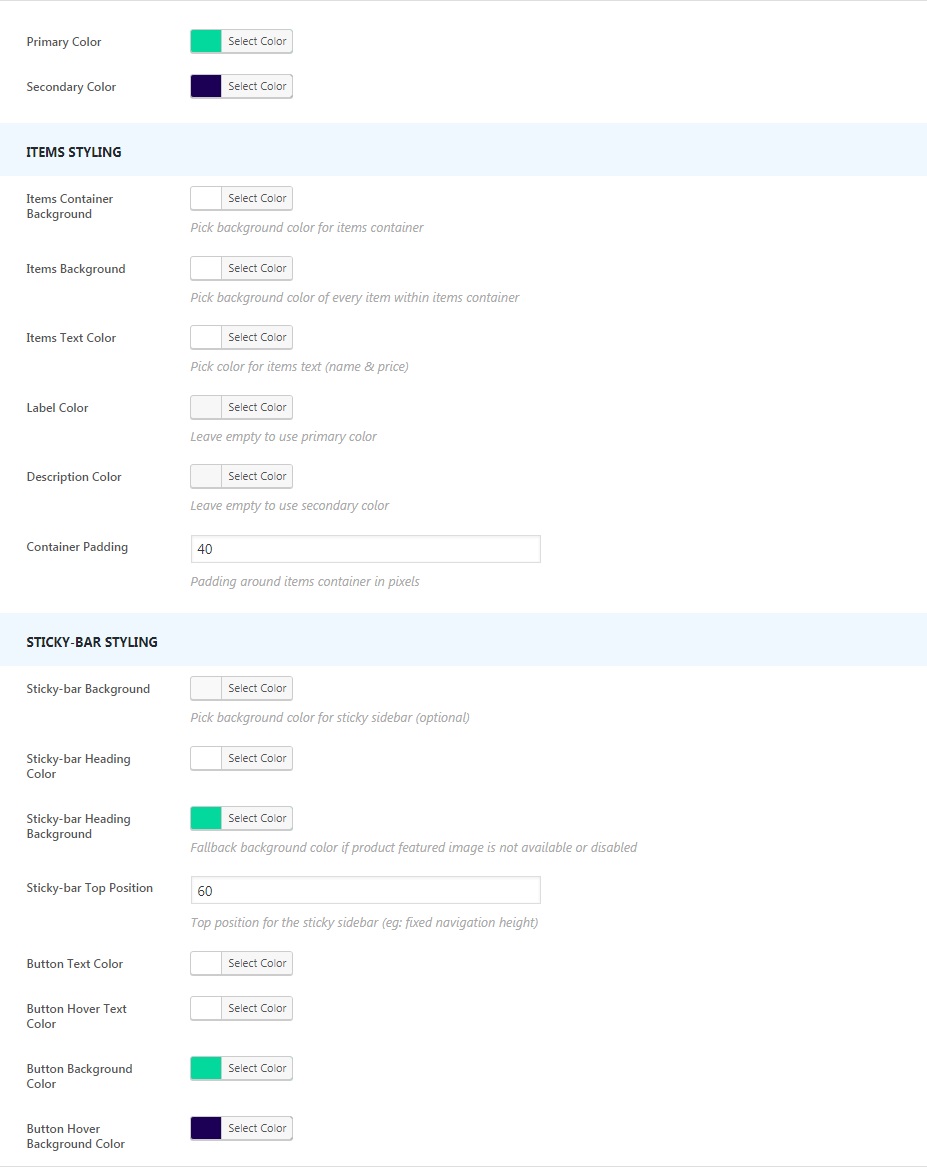 Primary Color
Select Color
Secondary Color
Select Color
ITEMS STYLING
Items Container
Background
Select Color
Pick background color for items container
Items Background
Select Color
Pick background color of every item within items container
Items Text Color
Select Color
Pick color for items text (name & price)
Label Color
Select Color
Leave empty to use primary color
Description Color
Select Color
Leave empty to use secondary color
Container Padding
40
Padding around items container in pixels
STICKY-BAR STYLING
Sticky-bar Background
Select Color
Pick background color for sticky sidebar (optional)
Sticky-bar Heading
Color
Select Color
Sticky-bar Heading
Background
Select Color
Fallback background color if product featured image is not available or disabled
Sticky-bar Top Position
60
Top position for the sticky sidebar (eg: fixed navigation height)
Button Text Color
Select Color
Button Hover Text
Color
Select Color
Button Background
Color
Select Color
Button Hover
Background Color
Select Color